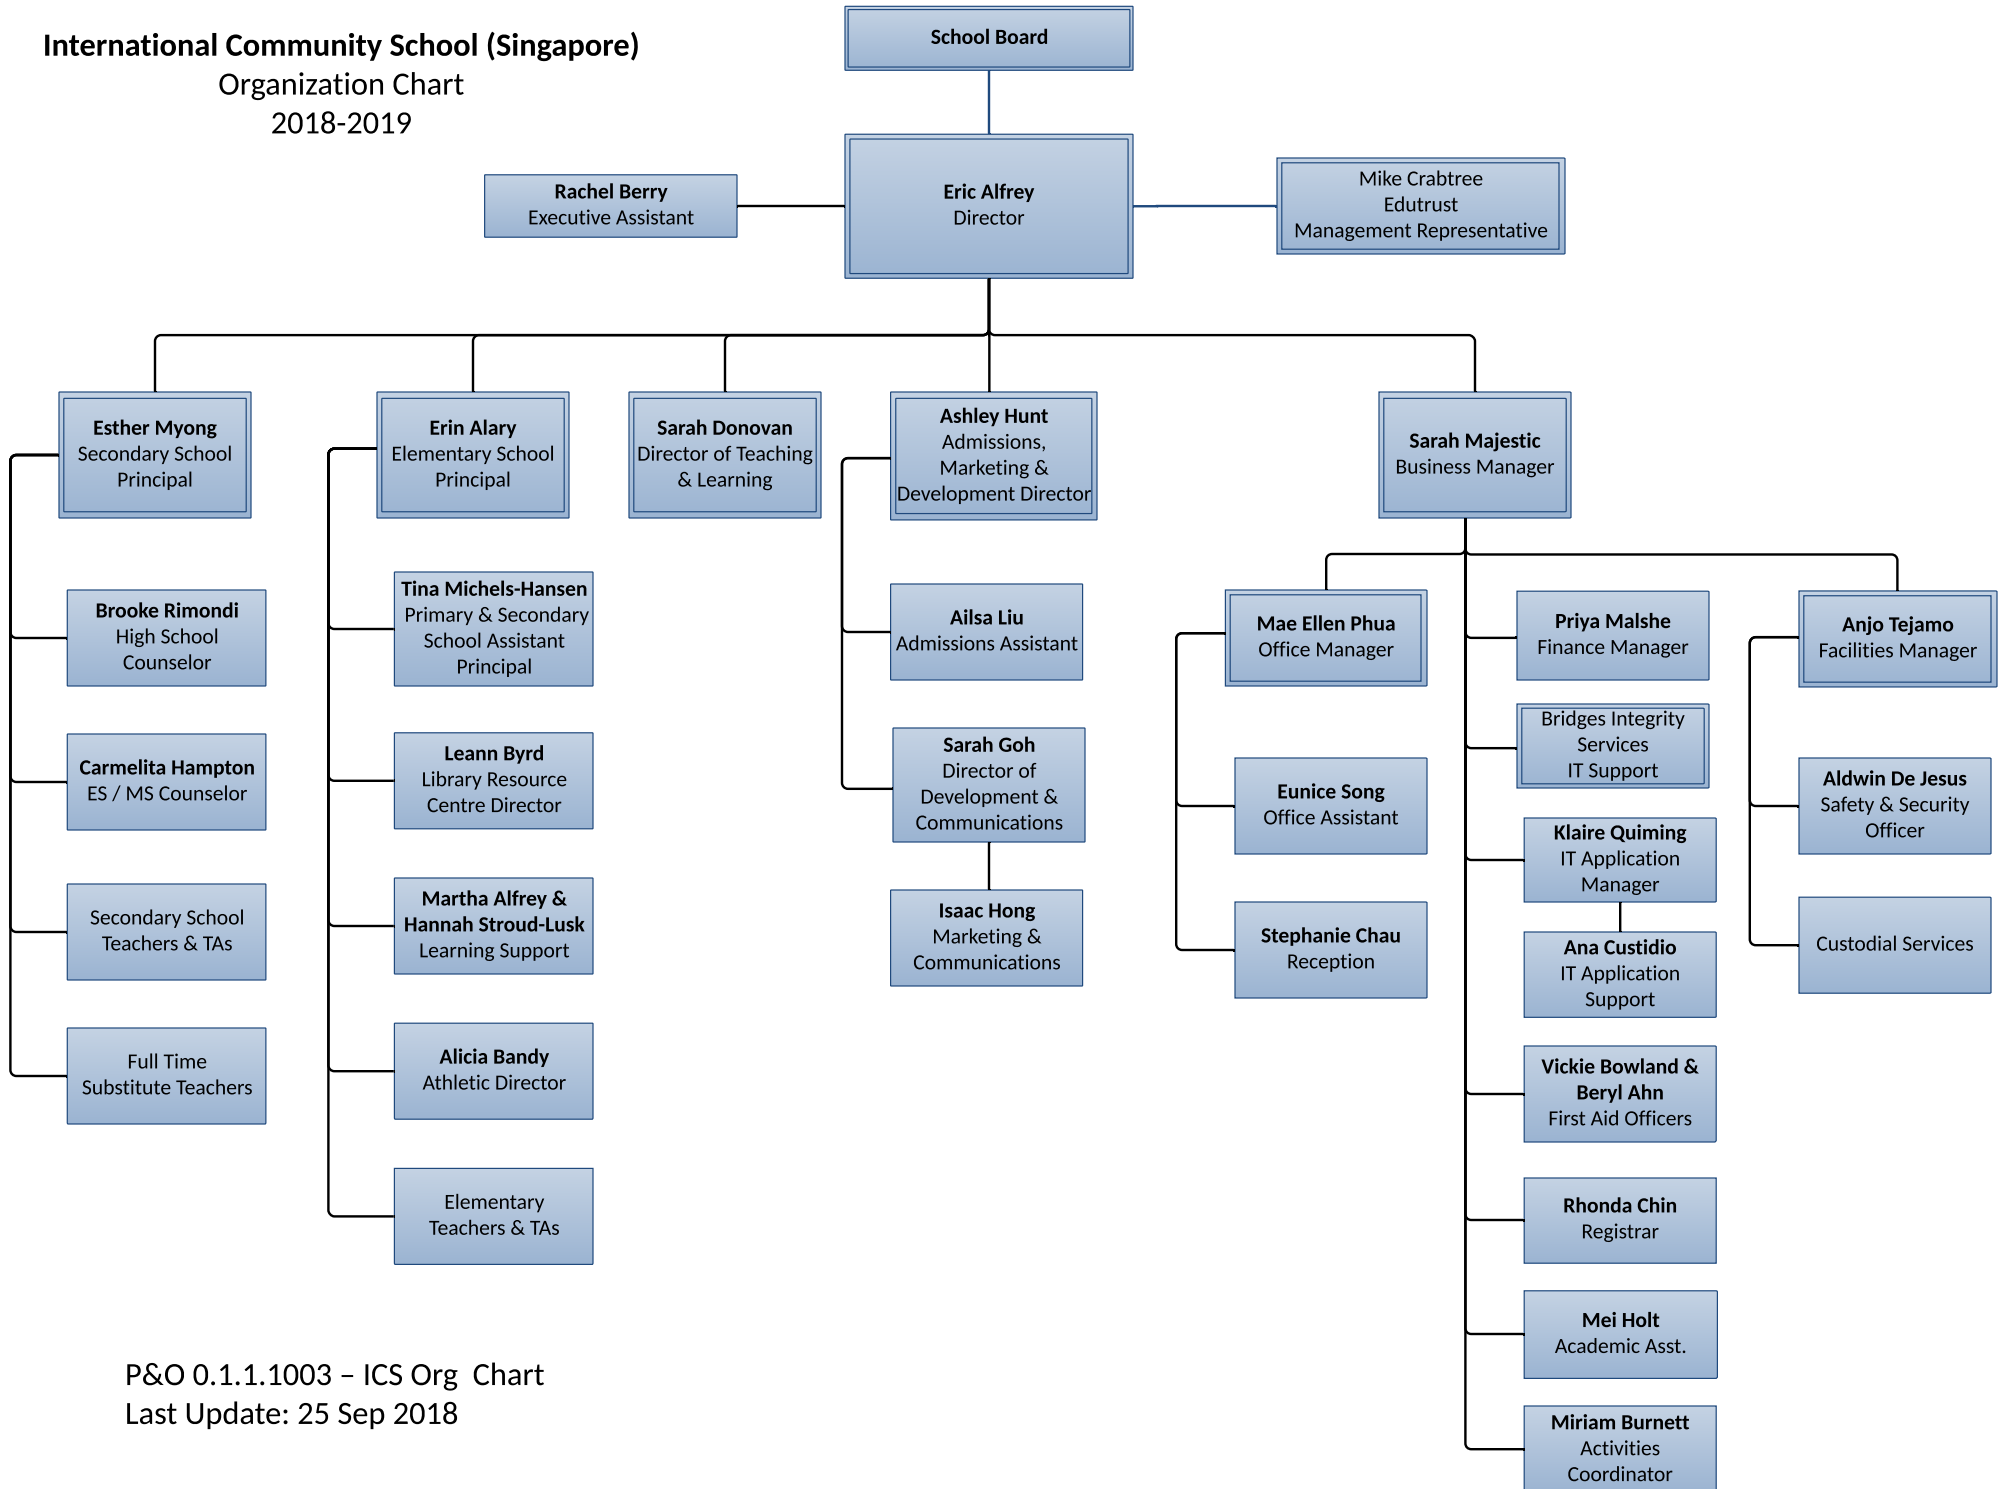 International Community School (Singapore)
Organization Chart
2018-2019
School Board
Rachel Berry
Executive Assistant
Eric Alfrey
Director
Mike Crabtree
Edutrust
Management Representative
Esther Myong
Secondary School
Principal
Erin Alary
Elementary School
Principal
Sarah Donovan
Director of Teaching
& Learning
Ashley Hunt
Admissions,
Marketing &
Development Director
Sarah Majestic
Business Manager
Brooke Rimondi
High School
Counselor
Carmelita Hampton
ES / MS Counselor
Secondary School
Teachers & TAs
Full Time
Substitute Teachers
Tina Michels-Hansen
Primary & Secondary
School Assistant
Principal
Leann Byrd
Library Resource
Centre Director
Martha Alfrey &
Hannah Stroud-Lusk
Learning Support
Alicia Bandy
Athletic Director
Elementary
Teachers & TAs
Ailsa Liu
Admissions Assistant
Sarah Goh
Director of
Development &
Communications
Isaac Hong
Marketing &
Communications
Mae Ellen Phua
Office Manager
Eunice Song
Office Assistant
Stephanie Chau
Reception
Priya Malshe
Finance Manager
Bridges Integrity
Services
IT Support
Klaire Quiming
IT Application
Manager
Ana Custidio
IT Application
Support
Vickie Bowland &
Beryl Ahn
First Aid Officers
Rhonda Chin
Registrar
Mei Holt
Academic Asst.
Miriam Burnett
Activities
Coordinator
Anjo Tejamo
Facilities Manager
Aldwin De Jesus
Safety & Security
Officer
Custodial Services
P&O 0.1.1.1003 – ICS Org  Chart
Last Update: 25 Sep 2018